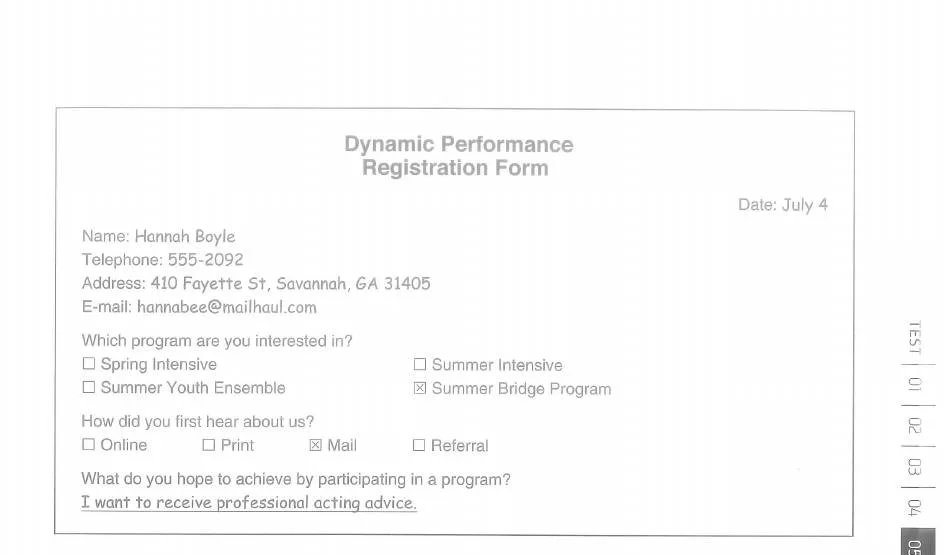 Dynamic Performance
Registration Form
Date: July 4
Name: Hannah Boyle
Telephone: 555-2092
Address: 410 Fayette St, Savannah, GA 31405
E-mail: hannabee@mailhaul.com
Which program are you interested in?
☐ Spring Intensive ☐ Summer Intensive
☐ Summer Youth Ensemble ☒ Summer Bridge Program
How did you first hear about us?
☐ Online ☐ Print ☒ Mail ☐ Referral
What do you hope to achieve by participating in a program?
I want to receive professional acting advice.
TEST | 01 | 02 | 03 | 04 | 05